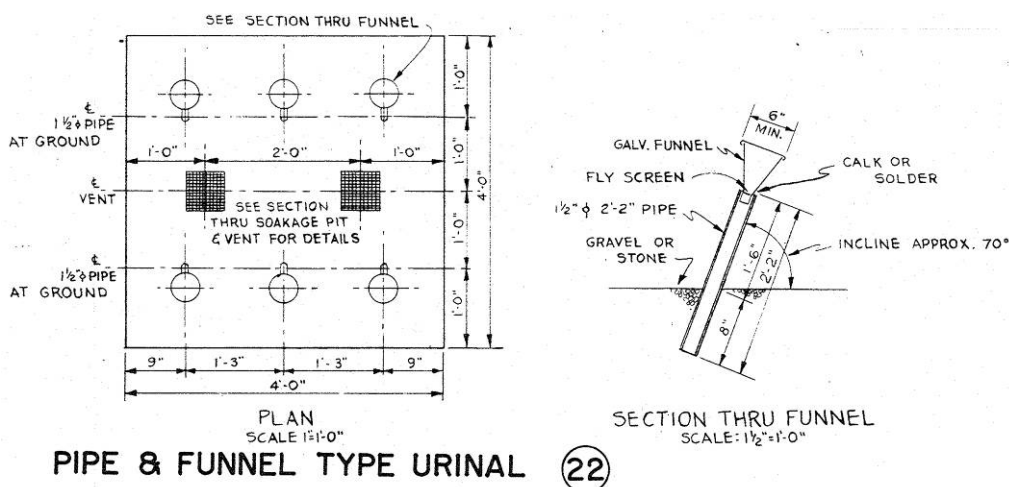 SEE SECTION THRU FUNNEL
℄
1½"ϕ PIPE
AT GROUND
1'-0"
2'-0"
1'-0"
℄
VENT
SEE SECTION
THRU SOAKAGE PIT
& VENT FOR DETAILS
℄
1½"ϕ PIPE
AT GROUND
1'-0"
1'-0"
1'-0"
1'-0"
4'-0"
9"
1'-3"
1'-3"
9"
4'-0"
PLAN
SCALE 1"=1'-0"
6"
MIN.
GALV. FUNNEL
FLY SCREEN
CALK OR
SOLDER
1½" ϕ 2'-2" PIPE
GRAVEL OR
STONE
INCLINE APPROX. 70°
1'-6"
2'-2"
8"
SECTION THRU FUNNEL
SCALE: 1½"=1'-0"
PIPE & FUNNEL TYPE URINAL 22